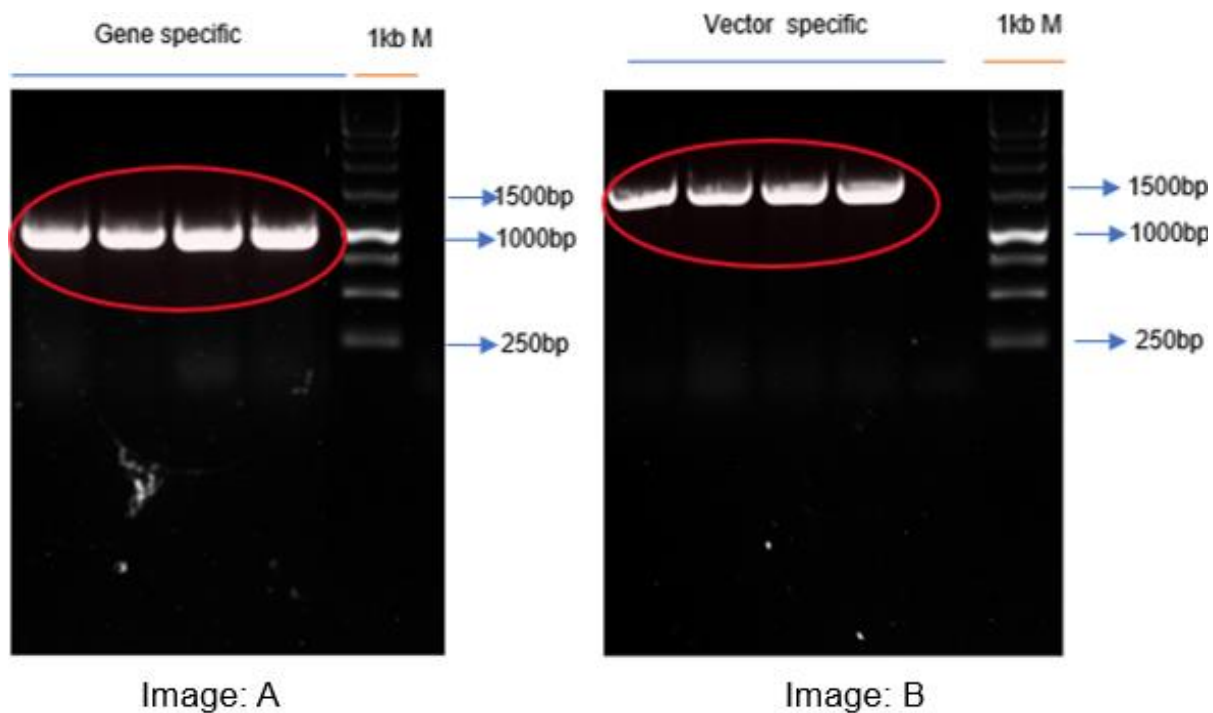 Gene specific
1kb M
Vector specific
1kb M
1500bp
1000bp
250bp
1500bp
1000bp
250bp
Image: A
Image: B